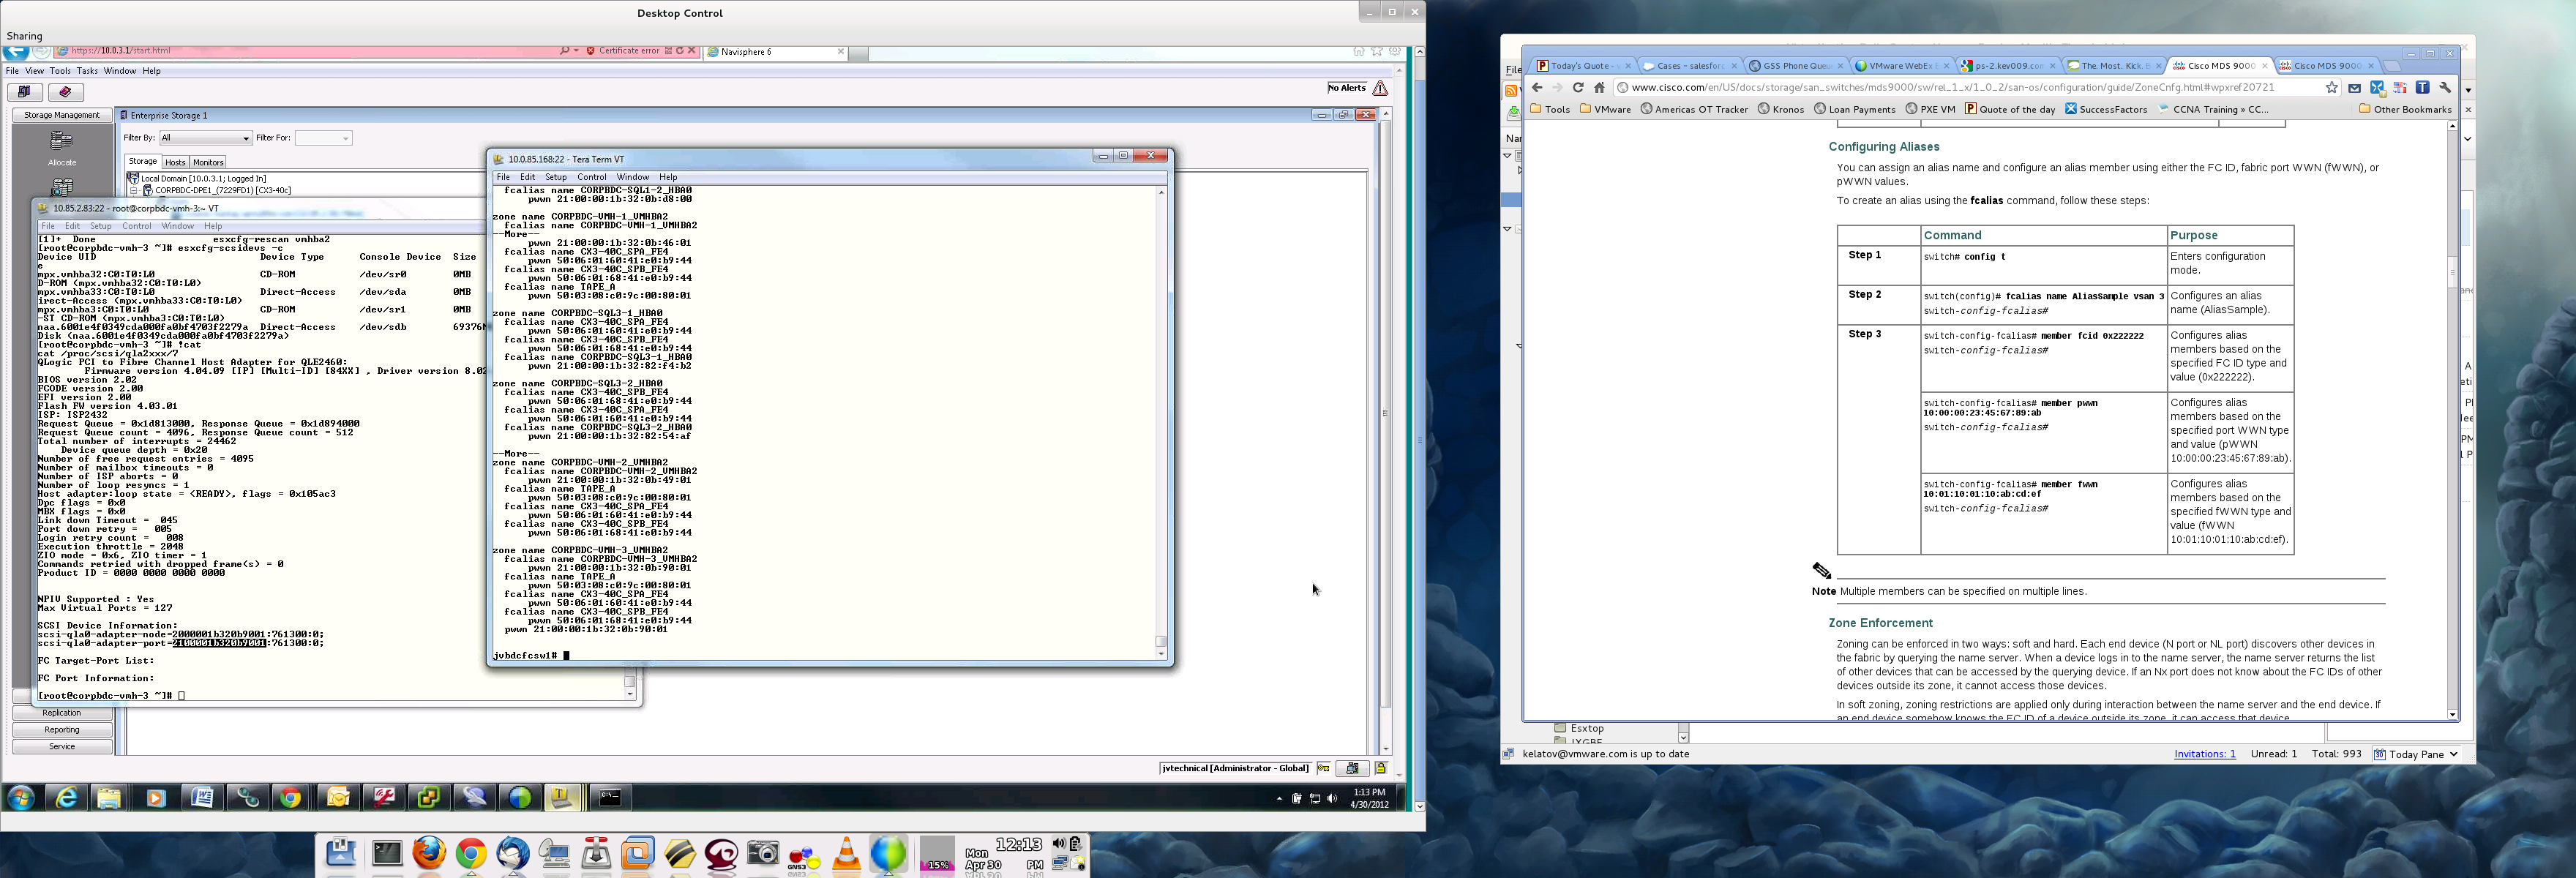 Desktop Control
Sharing
https://10.0.3.1/start.html
Certificate error
Navisphere 6
File View Tools Tasks Window Help
No Alerts
Storage Management
Enterprise Storage 1
Filter By: All
Filter For:
Allocate
Storage Hosts Monitors
Local Domain [10.0.3.1; Logged In]
CORPBDC-DPE1_(7229FD1) [CX3-40c]
10.85.2.83:22 - root@corpbdc-vmh-3:~ VT
File Edit Setup Control Window Help
[1]+ Done esxcfg-rescan vmhba2
[root@corpbdc-vmh-3 ~]# esxcfg-scsidevs -c
Device UID Device Type Console Device Size
e
mpx.vmhba32:C0:T0:L0 CD-ROM /dev/sr0 0MB
D-ROM (mpx.vmhba32:C0:T0:L0)
mpx.vmhba33:C0:T0:L0 Direct-Access /dev/sda 0MB
irect-Access (mpx.vmhba33:C0:T0:L0)
mpx.vmhba3:C0:T0:L0 CD-ROM /dev/sr1 0MB
-ST CD-ROM (mpx.vmhba3:C0:T0:L0)
naa.6001e4f0349cda000fa0bf4703f2279a Direct-Access /dev/sdb 69376M
Disk (naa.6001e4f0349cda000fa0bf4703f2279a)
[root@corpbdc-vmh-3 ~]# !cat
cat /proc/scsi/qla2xxx/7
QLogic PCI to Fibre Channel Host Adapter for QLE2460:
Firmware version 4.04.09 [IP] [Multi-ID] [84XX] , Driver version 8.02
BIOS version 2.02
FCODE version 2.00
EFI version 2.00
Flash FW version 4.03.01
ISP: ISP2432
Request Queue = 0x1d813000, Response Queue = 0x1d894000
Request Queue count = 4096, Response Queue count = 512
Total number of interrupts = 24462
Device queue depth = 0x20
Number of free request entries = 4095
Number of mailbox timeouts = 0
Number of ISP aborts = 0
Number of loop resyncs = 1
Host adapter:loop state = <READY>, flags = 0x105ac3
Dpc flags = 0x0
MBX flags = 0x0
Link down Timeout = 045
Port down retry = 005
Login retry count = 008
Execution throttle = 2048
ZIO mode = 0x6, ZIO timer = 1
Commands retried with dropped frame(s) = 0
Product ID = 0000 0000 0000 0000
NPIV Supported : Yes
Max Virtual Ports = 127
SCSI Device Information:
scsi-qla0-adapter-node=2000001b320b9001:761300:0;
scsi-qla0-adapter-port=2100001b320b9001:761300:0;
FC Target-Port List:
FC Port Information:
[root@corpbdc-vmh-3 ~]#
Replication
Reporting
Service
10.0.85.168:22 - Tera Term VT
File Edit Setup Control Window Help
fcalias name CORPBDC-SQL1-2_HBA0
pwwn 21:00:00:1b:32:0b:d8:00
zone name CORPBDC-VMH-1_VMHBA2
fcalias name CORPBDC-VMH-1_VMHBA2
--More--
pwwn 21:00:00:1b:32:0b:46:01
fcalias name CX3-40C_SPA_FE4
pwwn 50:06:01:60:41:e0:b9:44
fcalias name CX3-40C_SPB_FE4
pwwn 50:06:01:68:41:e0:b9:44
fcalias name TAPE_A
pwwn 50:03:08:c0:9c:00:80:01
zone name CORPBDC-SQL3-1_HBA0
fcalias name CX3-40C_SPA_FE4
pwwn 50:06:01:60:41:e0:b9:44
fcalias name CX3-40C_SPB_FE4
pwwn 50:06:01:68:41:e0:b9:44
fcalias name CORPBDC-SQL3-1_HBA0
pwwn 21:00:00:1b:32:82:f4:b2
zone name CORPBDC-SQL3-2_HBA0
fcalias name CX3-40C_SPB_FE4
pwwn 50:06:01:68:41:e0:b9:44
fcalias name CX3-40C_SPA_FE4
pwwn 50:06:01:60:41:e0:b9:44
fcalias name CORPBDC-SQL3-2_HBA0
pwwn 21:00:00:1b:32:82:54:af
--More--
zone name CORPBDC-VMH-2_VMHBA2
fcalias name CORPBDC-VMH-2_VMHBA2
pwwn 21:00:00:1b:32:0b:49:01
fcalias name TAPE_A
pwwn 50:03:08:c0:9c:00:80:01
fcalias name CX3-40C_SPA_FE4
pwwn 50:06:01:60:41:e0:b9:44
fcalias name CX3-40C_SPB_FE4
pwwn 50:06:01:68:41:e0:b9:44
zone name CORPBDC-VMH-3_VMHBA2
fcalias name CORPBDC-VMH-3_VMHBA2
pwwn 21:00:00:1b:32:0b:90:01
fcalias name TAPE_A
pwwn 50:03:08:c0:9c:00:80:01
fcalias name CX3-40C_SPA_FE4
pwwn 50:06:01:60:41:e0:b9:44
fcalias name CX3-40C_SPB_FE4
pwwn 50:06:01:68:41:e0:b9:44
pwwn 21:00:00:1b:32:0b:90:01
jvbdcfcsw1#
jvtechnical [Administrator - Global]
1:13 PM
4/30/2012
15%
Mon
Apr 30
12:13
PM
GNS3
File
Today's Quote -
Cases - salesforc
GSS Phone Queu
VMware WebEx E
ps-2.kev009.con
The. Most. Kick.
Cisco MDS 9000
Cisco MDS 9000
www.cisco.com/en/US/docs/storage/san_switches/mds9000/sw/rel_1_x/1_0_2/san-os/configuration/guide/ZoneCnfg.html#wpxref20721
Tools VMware Americas OT Tracker Kronos Loan Payments PXE VM Quote of the day SuccessFactors CCNA Training » CC... Other Bookmarks
Configuring Aliases
You can assign an alias name and configure an alias member using either the FC ID, fabric port WWN (fWWN), or
pWWN values.
To create an alias using the fcalias command, follow these steps:
Command Purpose
Step 1 switch# config t Enters configuration
mode.
Step 2 switch(config)# fcalias name AliasSample vsan 3 Configures an alias
switch-config-fcalias# name (AliasSample).
Step 3 switch-config-fcalias# member fcid 0x222222 Configures alias
switch-config-fcalias# members based on the
specified FC ID type and
value (0x222222).
switch-config-fcalias# member pwwn Configures alias
10:00:00:23:45:67:89:ab members based on the
switch-config-fcalias# specified port WWN type
and value (pWWN
10:00:00:23:45:67:89:ab).
switch-config-fcalias# member fwwn Configures alias
10:01:10:01:10:ab:cd:ef members based on the
switch-config-fcalias# specified fWWN type and
value (fWWN
10:01:10:01:10:ab:cd:ef).
Note Multiple members can be specified on multiple lines.
Zone Enforcement
Zoning can be enforced in two ways: soft and hard. Each end device (N port or NL port) discovers other devices in
the fabric by querying the name server. When a device logs in to the name server, the name server returns the list
of other devices that can be accessed by the querying device. If an Nx port does not know about the FC IDs of other
devices outside its zone, it cannot access those devices.
In soft zoning, zoning restrictions are applied only during interaction between the name server and the end device. If
an end device somehow knows the FC ID of a device outside its zone, it can access that device.
Esxtop
IXGBE
kelatov@vmware.com is up to date
Invitations: 1 Unread: 1 Total: 993 Today Pane